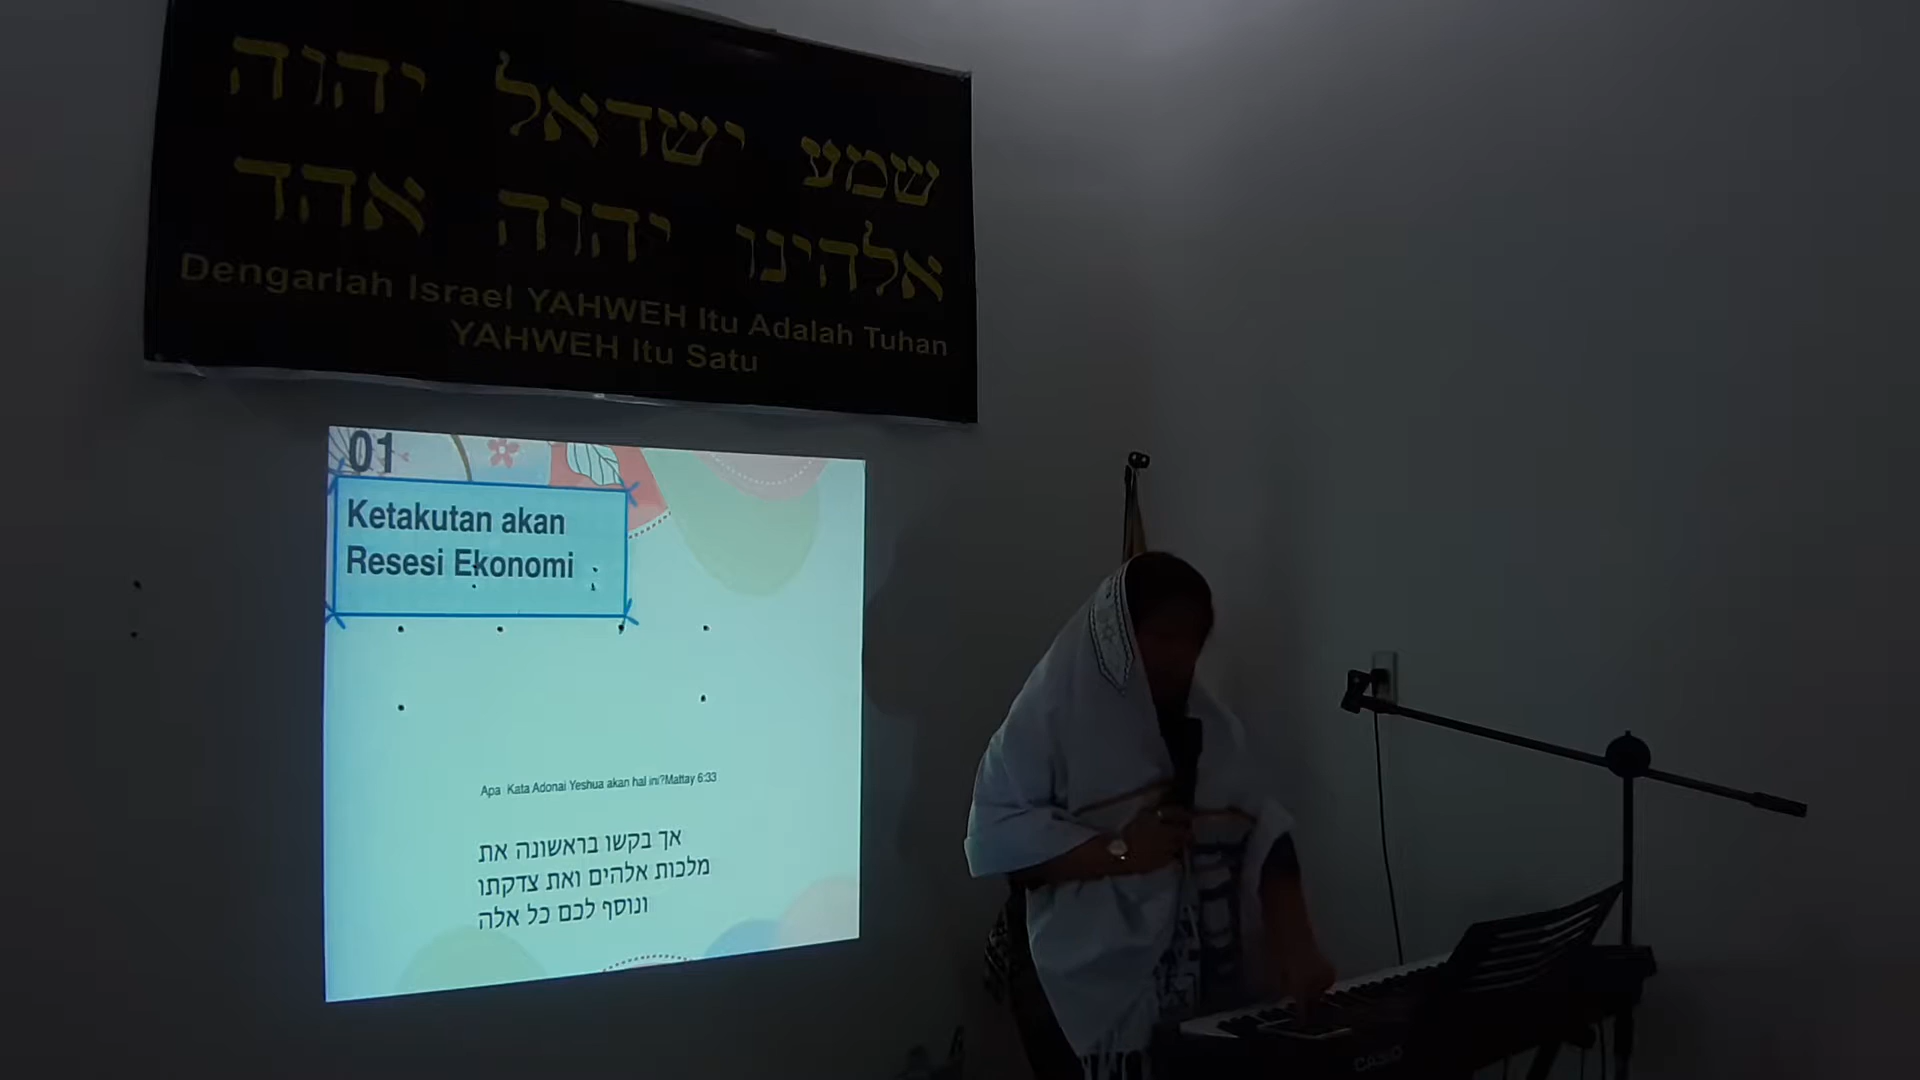 שמע ישדאל יהוה
אלהינו יהוה אהד
Dengarlah Israel YAHWEH Itu Adalah Tuhan
YAHWEH Itu Satu
01
Ketakutan akan
Resesi Ekonomi
Apa Kata Adonai Yeshua akan hal ini?Mattay 6:33
אך בקשו בראשונה את
מלכות אלהים ואת צדקתו
ונוסף לכם כל אלה
CASIO